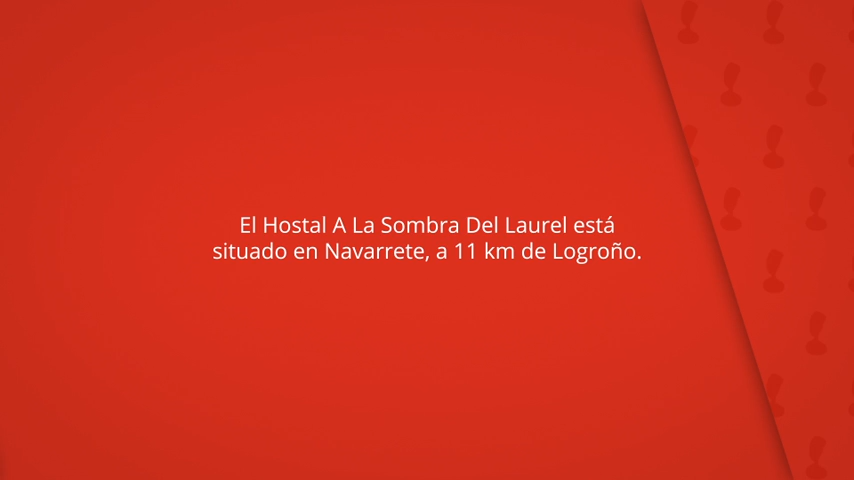 El Hostal A La Sombra Del Laurel está
situado en Navarrete, a 11 km de Logroño.